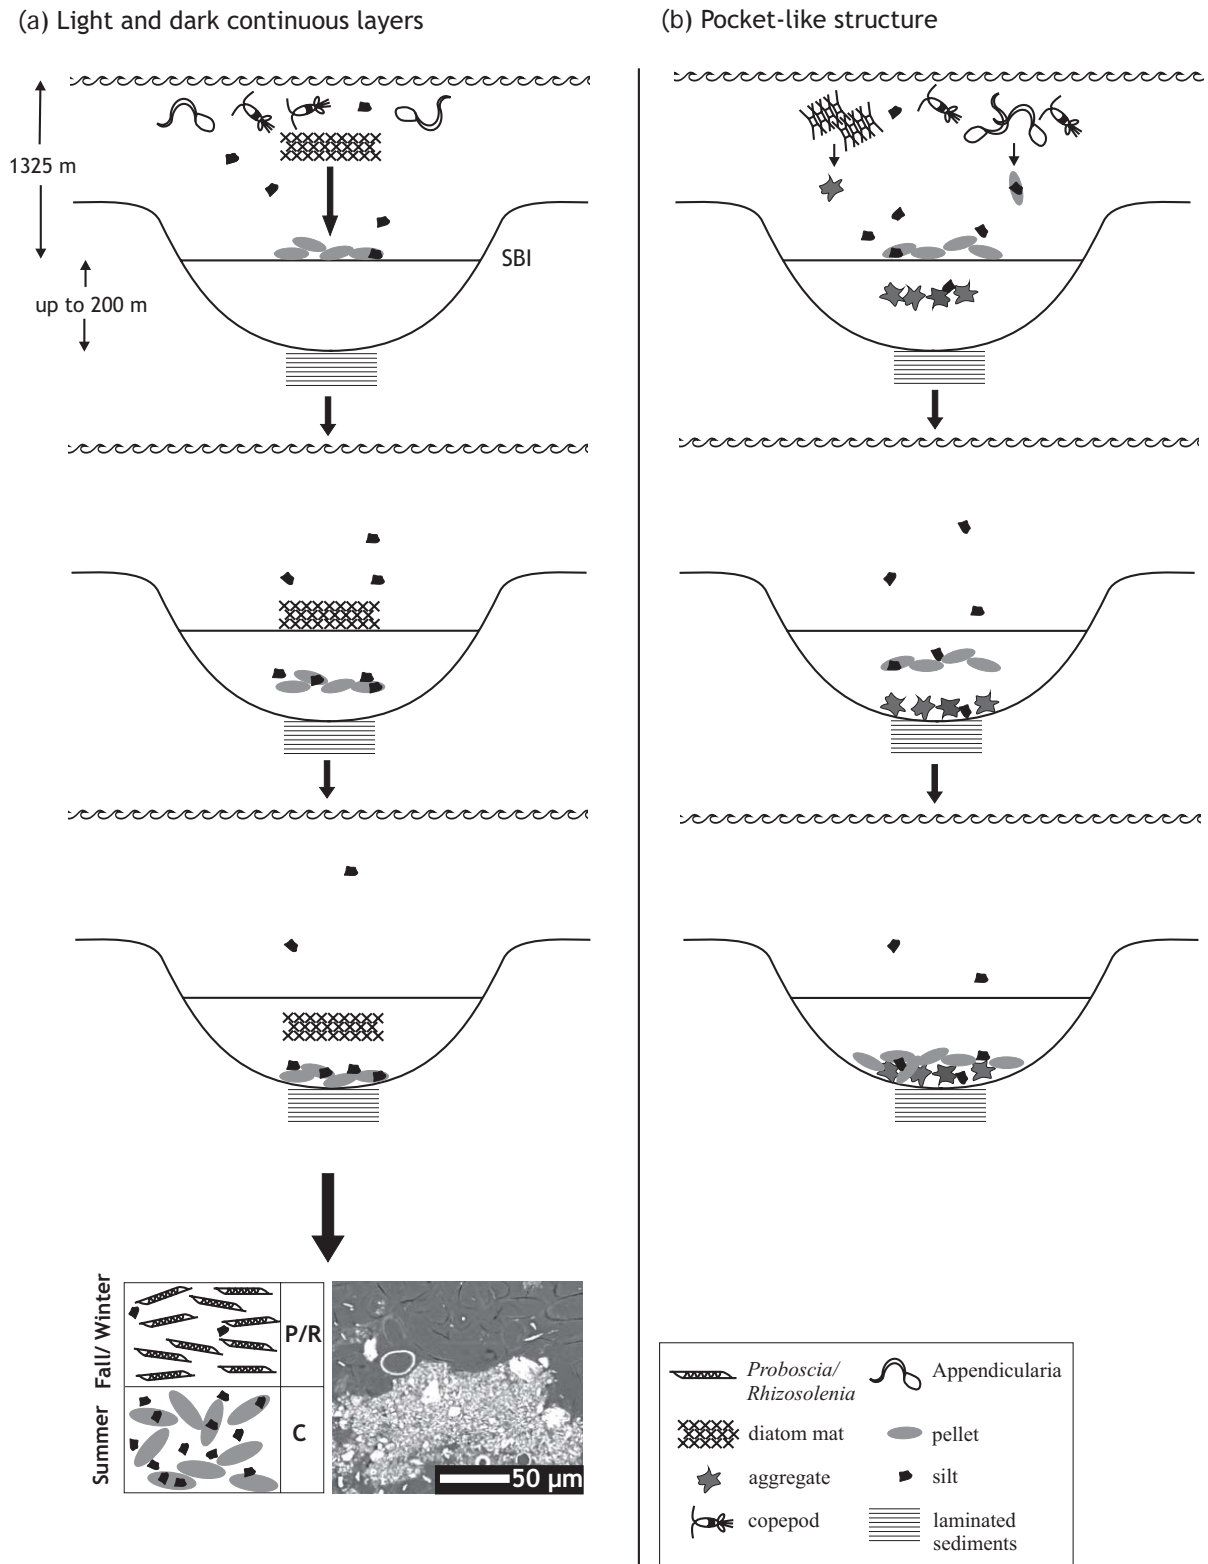 (a) Light and dark continuous layers
(b) Pocket-like structure
1325 m
SBI
up to 200 m
Fall/ Winter
Summer
P/R
C
50 µm
Proboscia/
Rhizosolenia
Appendicularia
diatom mat
pellet
aggregate
silt
copepod
laminated
sediments